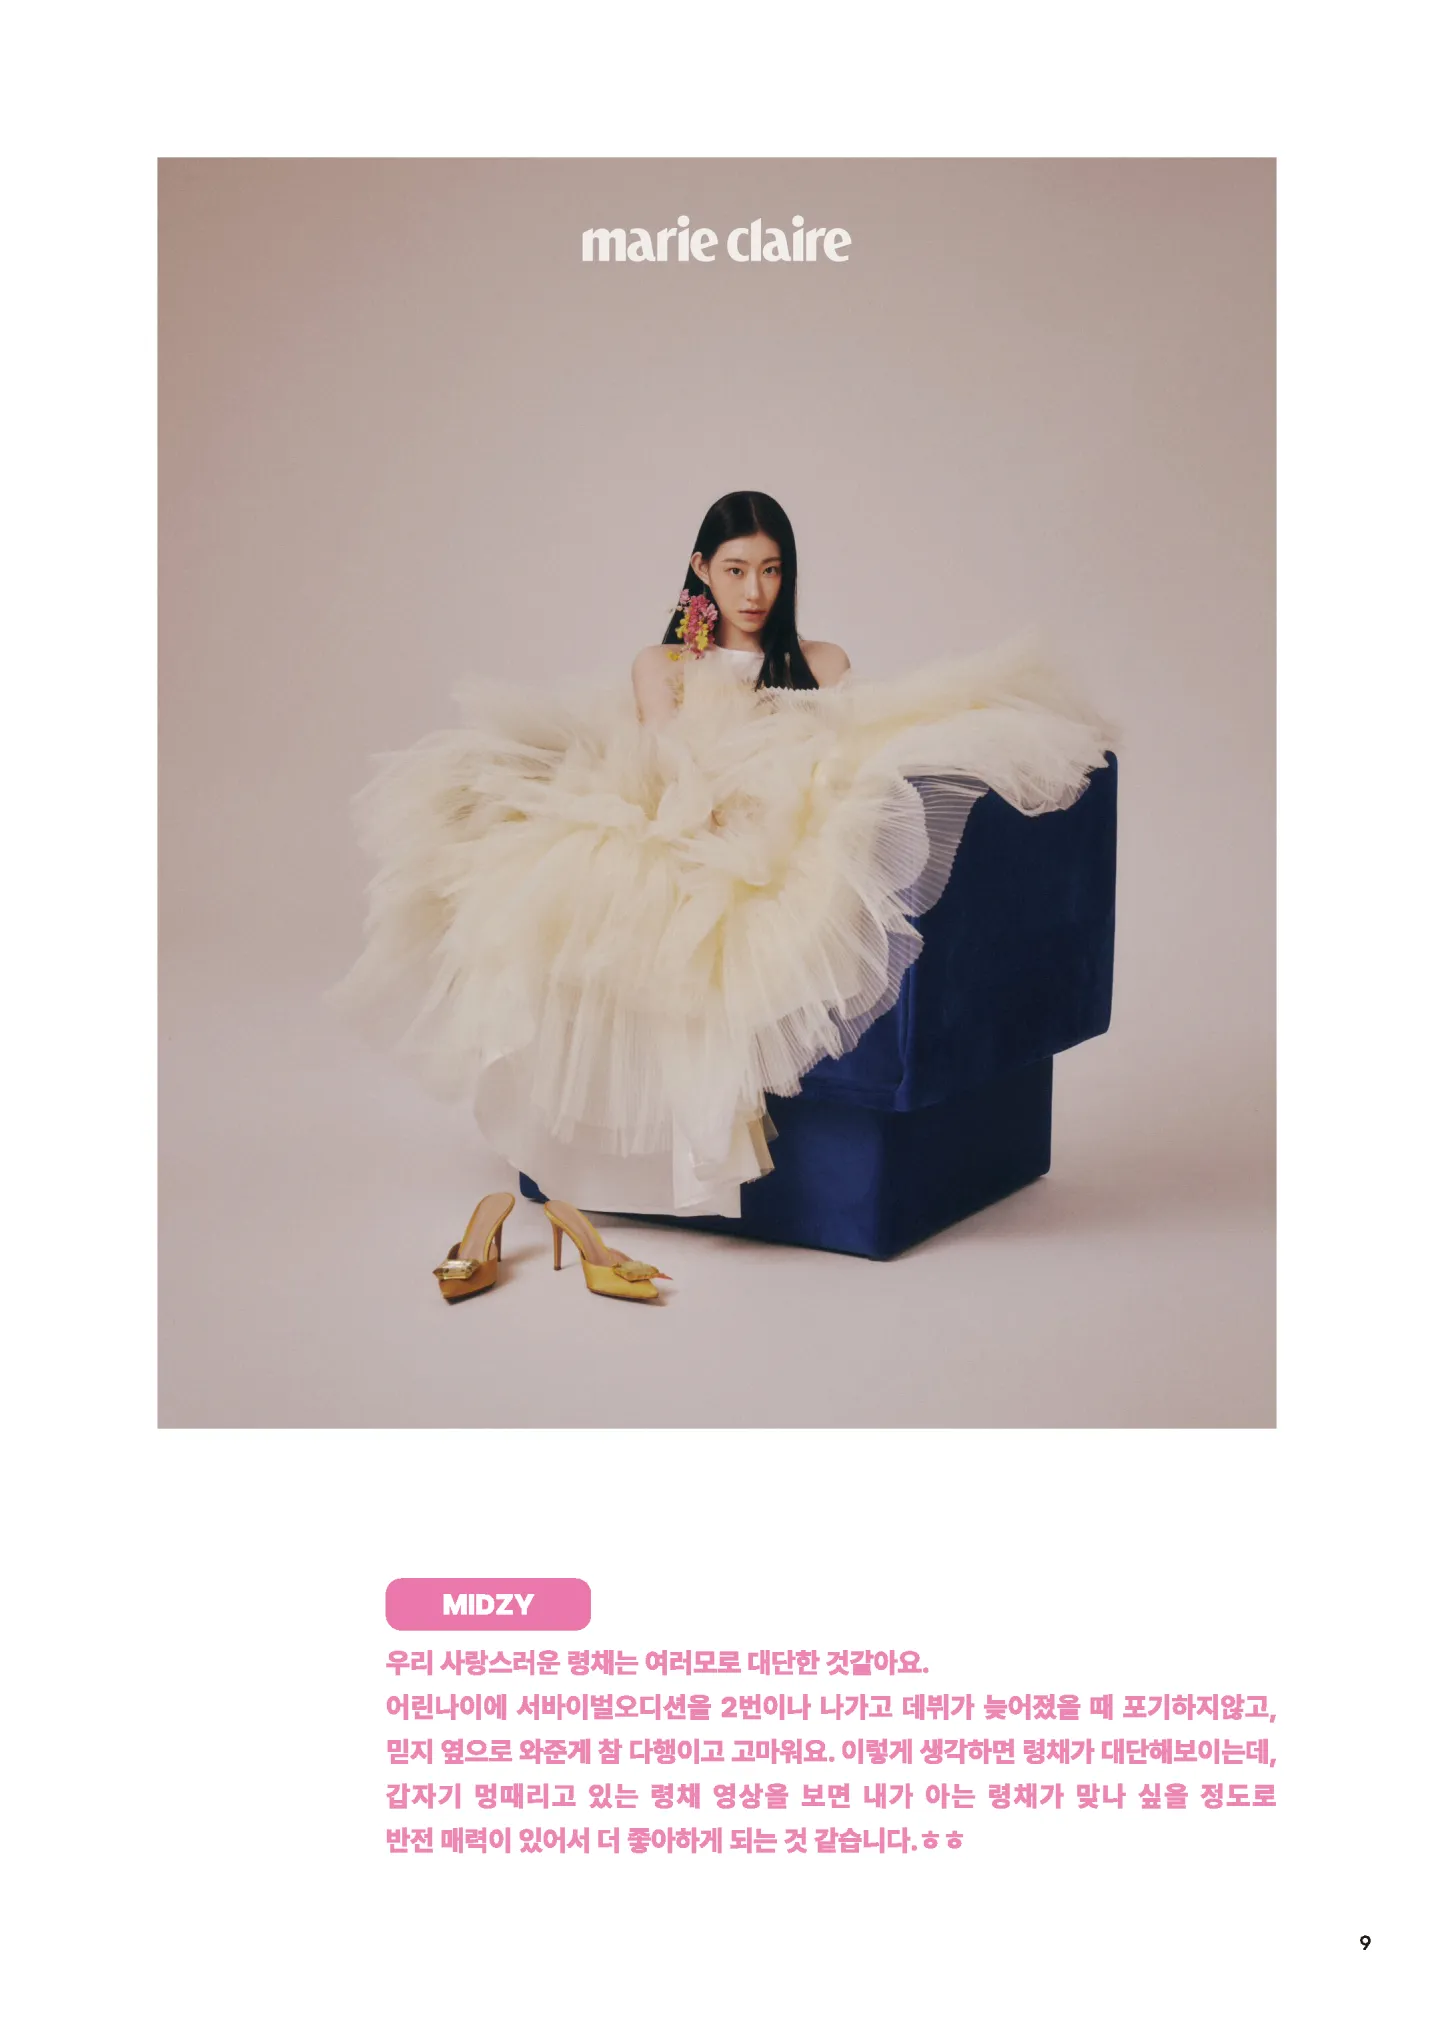 marie claire
MIDZY
우리 사랑스러운 령채는 여러모로 대단한 것같아요.
어린나이에 서바이벌오디션을 2번이나 나가고 데뷔가 늦어졌을 때 포기하지않고,
믿지 옆으로 와준게 참 다행이고 고마워요. 이렇게 생각하면 령채가 대단해보이는데,
갑자기 멍때리고 있는 령채 영상을 보면 내가 아는 령채가 맞나 싶을 정도로
반전 매력이 있어서 더 좋아하게 되는 것 같습니다.ㅎㅎ
9